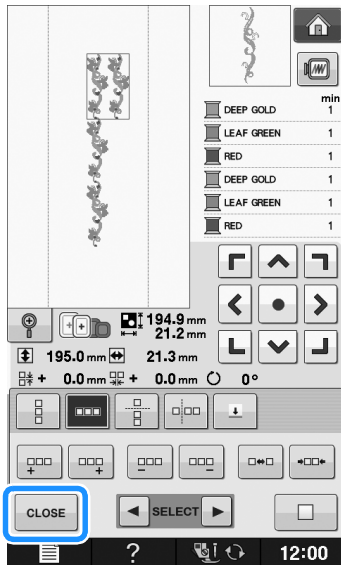 min
DEEP GOLD 1
LEAF GREEN 1
RED 1
DEEP GOLD 1
LEAF GREEN 1
RED 1
194.9 mm
21.2 mm
195.0 mm 21.3 mm
+ 0.0 mm + 0.0 mm 0°
CLOSE SELECT
? 12:00